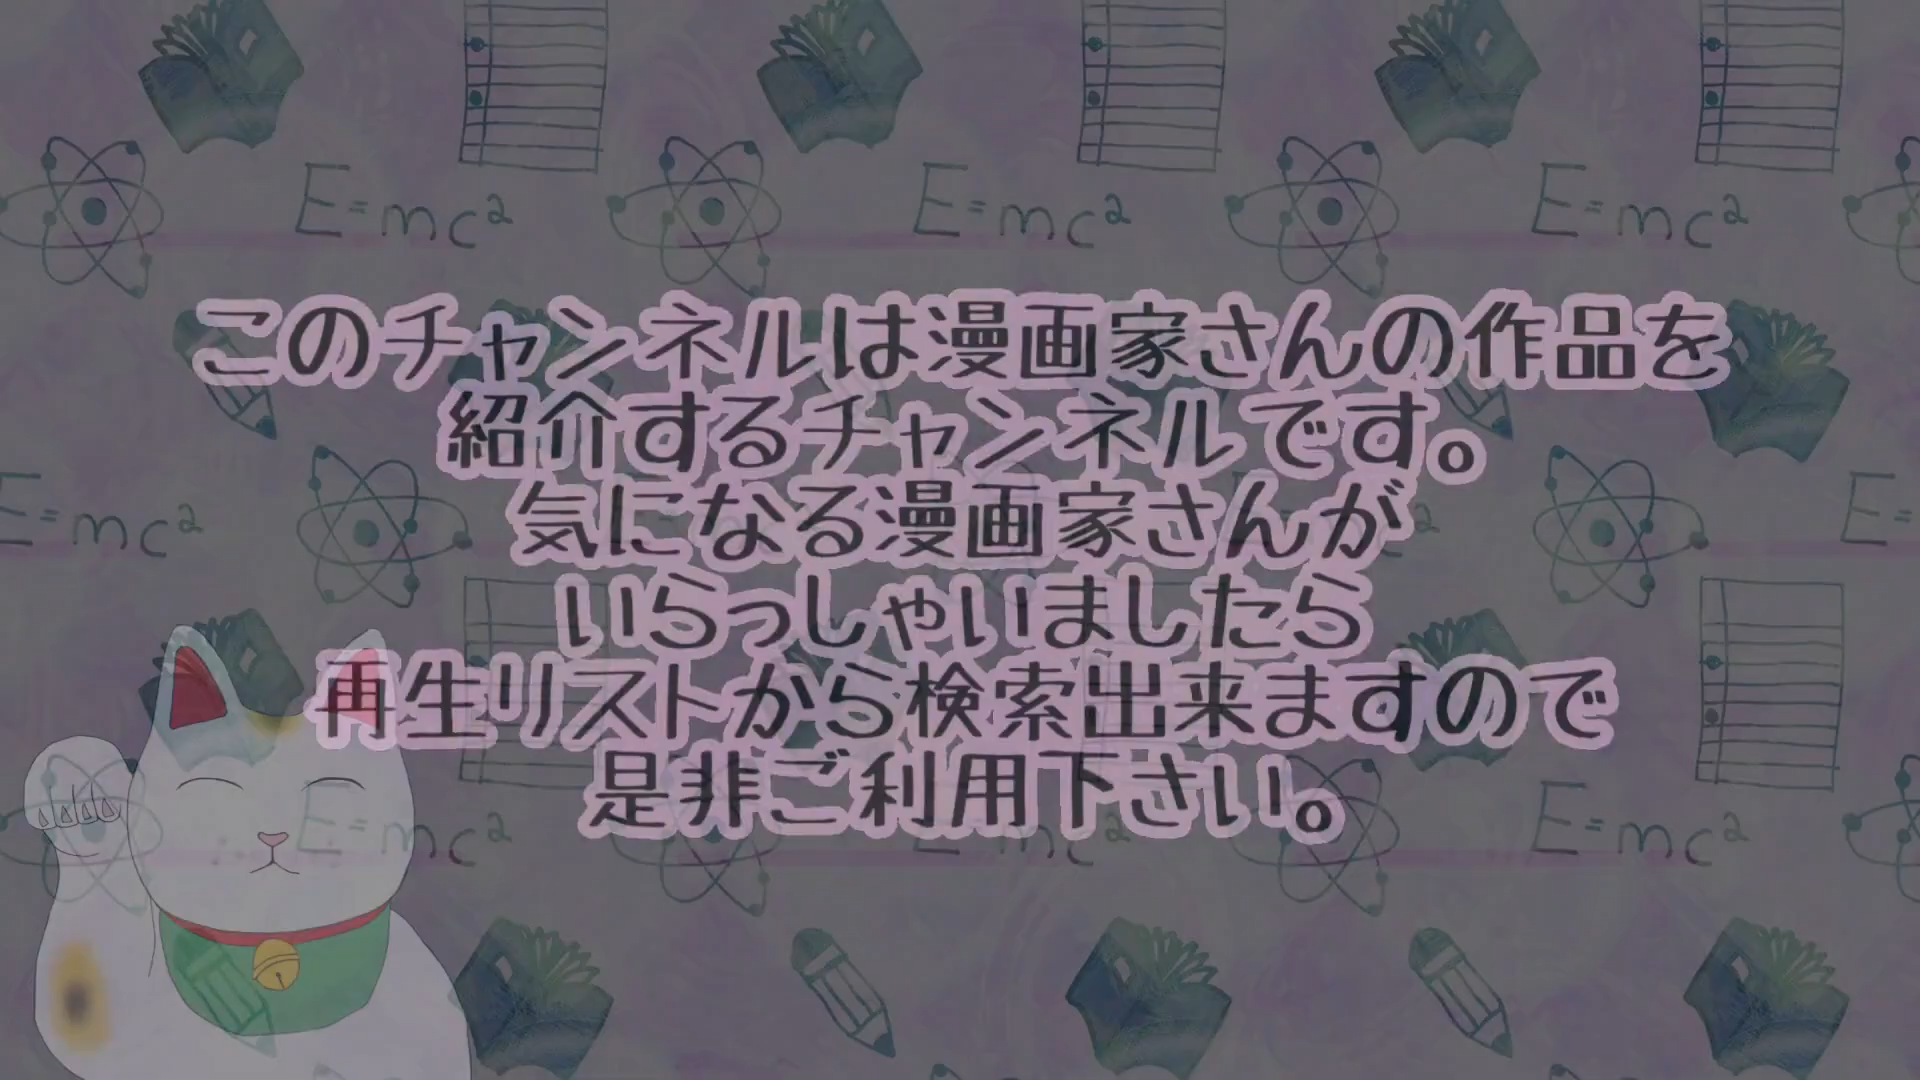 E=mc² E=mc² E=mc²
このチャンネルは漫画家さんの作品を
紹介するチャンネルです。
気になる漫画家さんが
E=mc² E=
いらっしゃいましたら
再生リストから検索出来ますので
是非ご利用下さい。
E=mc² E=mc²